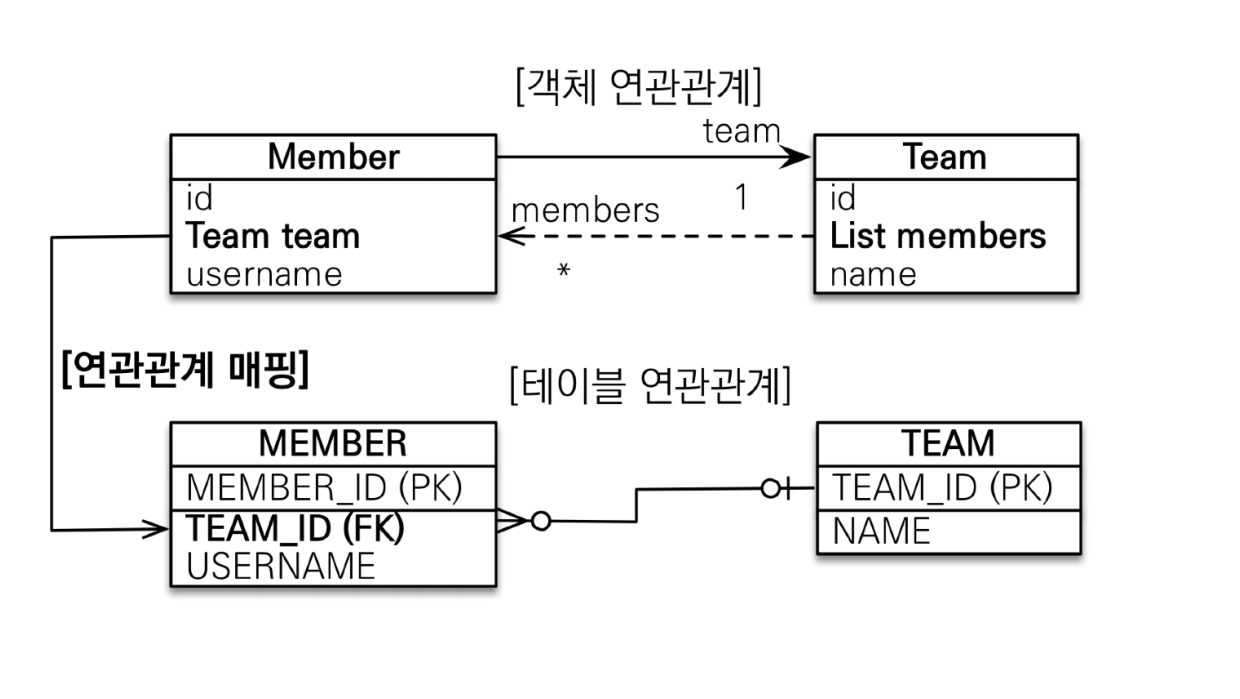 [객체 연관관계]
team
Member
Team
id
Team team
username
members
1
*
id
List members
name
[연관관계 매핑]
[테이블 연관관계]
MEMBER
MEMBER_ID (PK)
TEAM_ID (FK)
USERNAME
TEAM
TEAM_ID (PK)
NAME